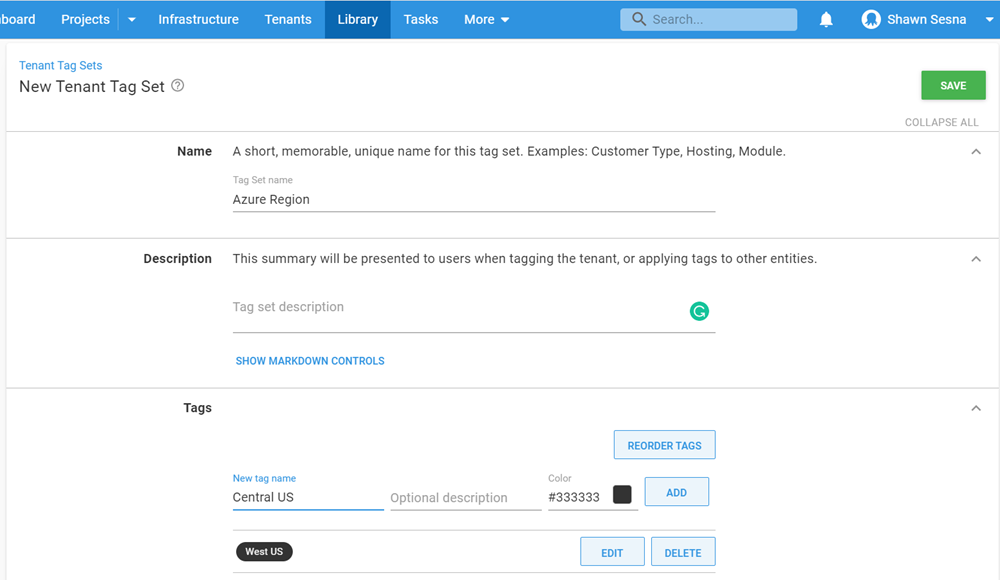 board Projects Infrastructure Tenants Library Tasks More Search... Shawn Sesna
Tenant Tag Sets
New Tenant Tag Set ?
SAVE
COLLAPSE ALL
Name A short, memorable, unique name for this tag set. Examples: Customer Type, Hosting, Module.
Tag Set name
Azure Region
Description This summary will be presented to users when tagging the tenant, or applying tags to other entities.
Tag set description
SHOW MARKDOWN CONTROLS
Tags
REORDER TAGS
New tag name Color
Central US Optional description #333333 ADD
West US EDIT DELETE